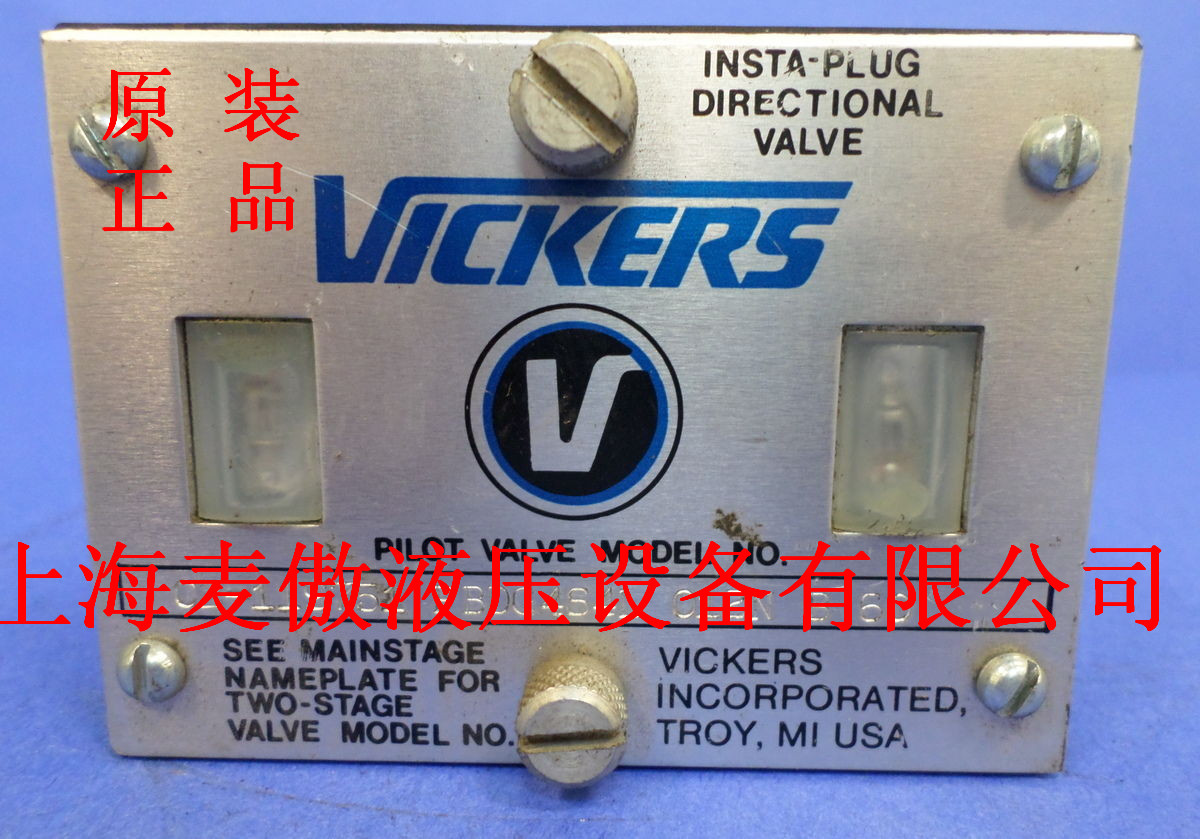 原装
正品
INSTA-PLUG
DIRECTIONAL
VALVE
VICKERS
V
PILOT VALVE MODEL NO.
上海麦傲液压设备有限公司
SEE MAINSTAGE
NAMEPLATE FOR
TWO-STAGE
VALVE MODEL NO.
VICKERS
INCORPORATED,
TROY, MI USA